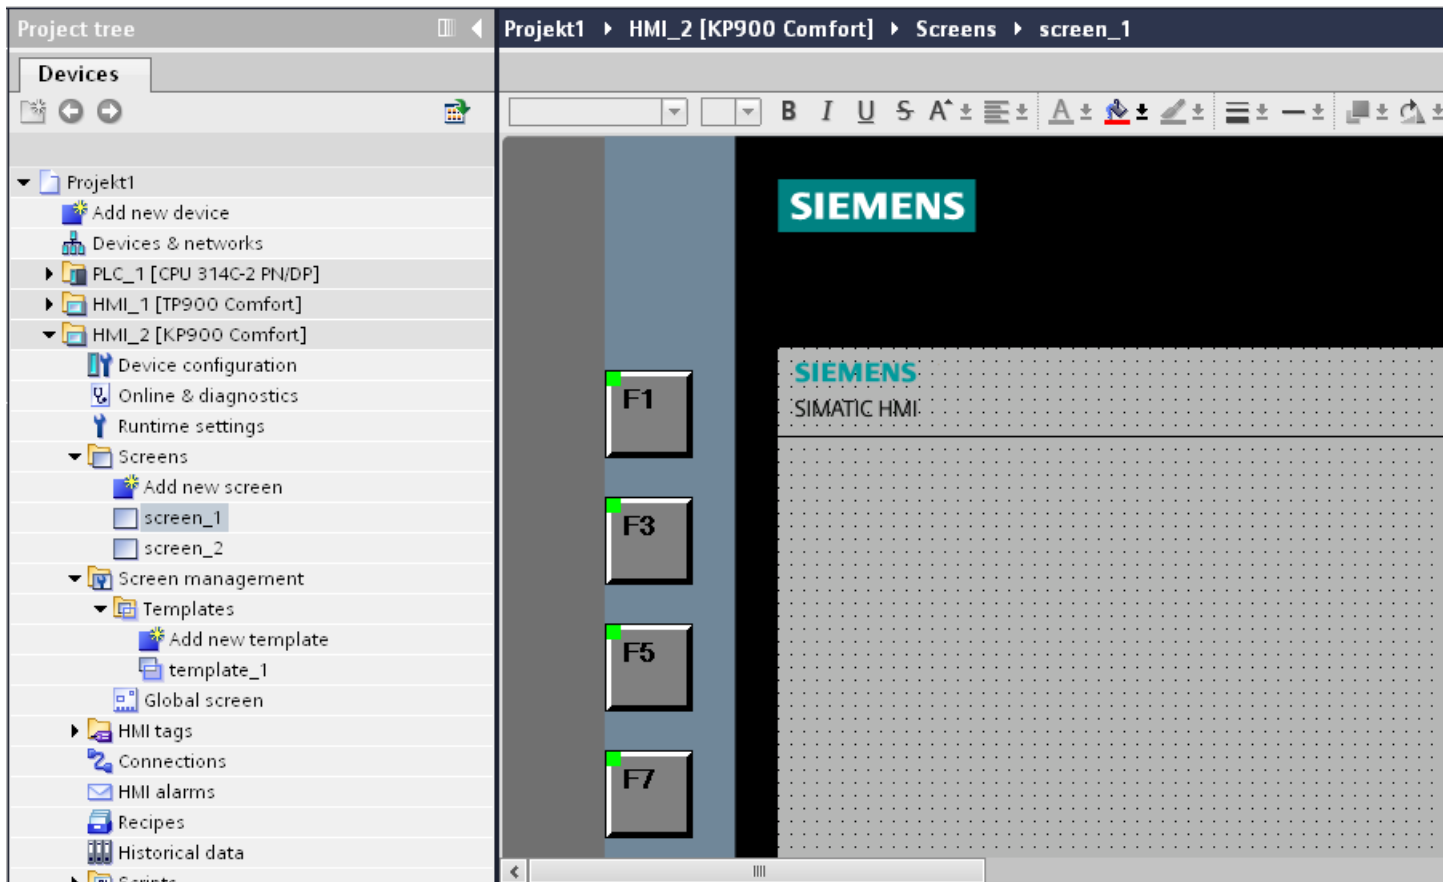 Project tree
Projekt1 HMI_2 [KP900 Comfort] Screens screen_1
Devices
B I U S A A
Projekt1
Add new device
Devices & networks
PLC_1 [CPU 314C-2 PN/DP]
HMI_1 [TP900 Comfort]
HMI_2 [KP900 Comfort]
Device configuration
Online & diagnostics
Runtime settings
Screens
Add new screen
screen_1
screen_2
Screen management
Templates
Add new template
template_1
Global screen
HMI tags
Connections
HMI alarms
Recipes
Historical data
Scripts
SIEMENS
SIEMENS
SIMATIC HMI
F1
F3
F5
F7